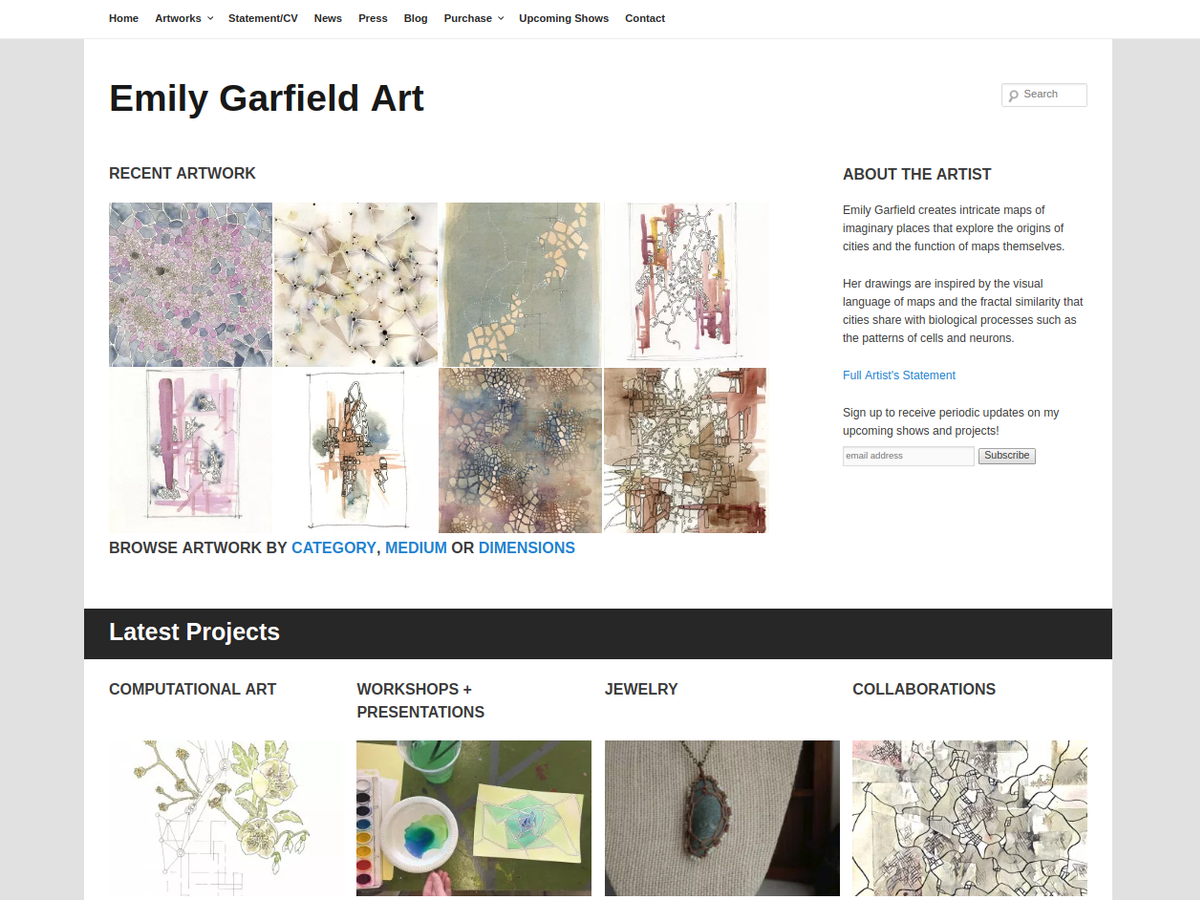 Home Artworks Statement/CV News Press Blog Purchase Upcoming Shows Contact
Emily Garfield Art
Search
RECENT ARTWORK
BROWSE ARTWORK BY CATEGORY, MEDIUM OR DIMENSIONS
ABOUT THE ARTIST
Emily Garfield creates intricate maps of
imaginary places that explore the origins of
cities and the function of maps themselves.
Her drawings are inspired by the visual
language of maps and the fractal similarity that
cities share with biological processes such as
the patterns of cells and neurons.
Full Artist's Statement
Sign up to receive periodic updates on my
upcoming shows and projects!
email address Subscribe
Latest Projects
COMPUTATIONAL ART
WORKSHOPS +
PRESENTATIONS
JEWELRY
COLLABORATIONS